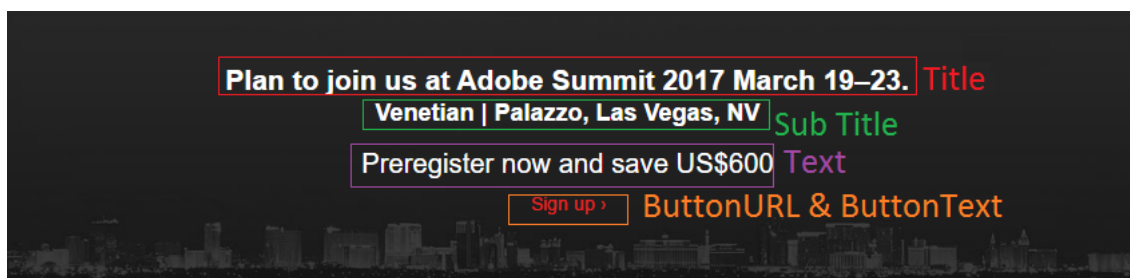 Plan to join us at Adobe Summit 2017 March 19–23. Title
Venetian | Palazzo, Las Vegas, NV Sub Title
Preregister now and save US$600 Text
Sign up › ButtonURL & ButtonText